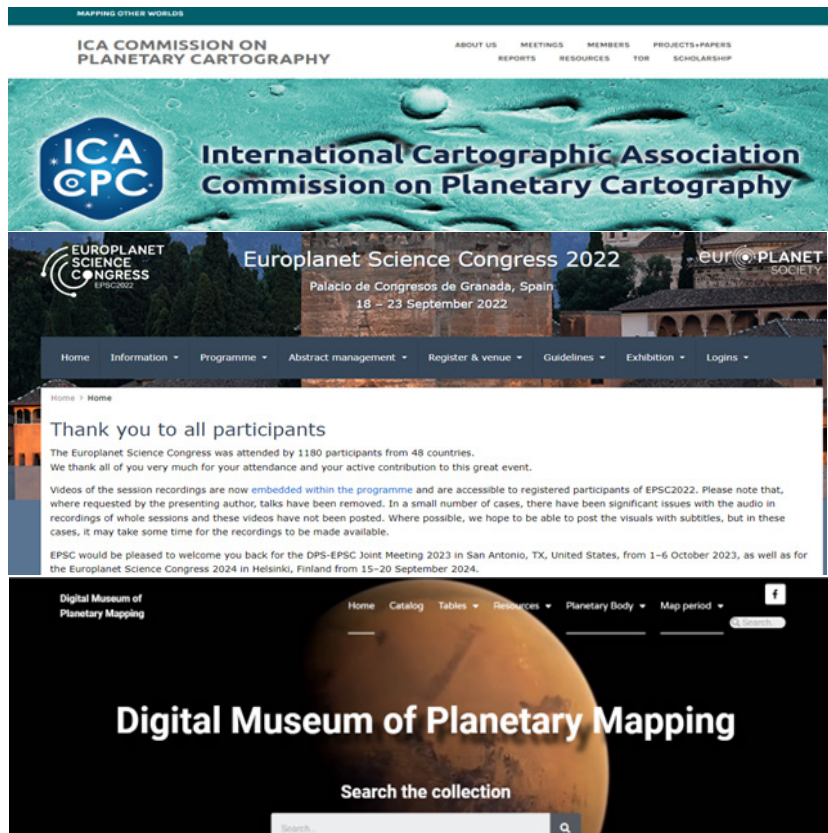 MAPPING OTHER WORLDS
ICA COMMISSION ON
PLANETARY CARTOGRAPHY
ABOUT US MEETINGS MEMBERS PROJECTS+PAPERS
REPORTS RESOURCES TOR SCHOLARSHIP
ICA
CPC
International Cartographic Association
Commission on Planetary Cartography
EUROPLANET
SCIENCE
CONGRESS
EPSC2022
Europlanet Science Congress 2022
Palacio de Congresos de Granada, Spain
18 – 23 September 2022
europlanet
SOCIETY
Home Information Programme Abstract management Register & venue Guidelines Exhibition Logins
Home > Home
Thank you to all participants
The Europlanet Science Congress was attended by 1180 participants from 48 countries.
We thank all of you very much for your attendance and your active contribution to this great event.
Videos of the session recordings are now embedded within the programme and are accessible to registered participants of EPSC2022. Please note that,
where requested by the presenting author, talks have been removed. In a small number of cases, there have been significant issues with the audio in
recordings of whole sessions and these videos have not been posted. Where possible, we hope to be able to post the visuals with subtitles, but in these
cases, it may take some time for the recordings to be made available.
EPSC would be pleased to welcome you back for the DPS-EPSC Joint Meeting 2023 in San Antonio, TX, United States, from 1–6 October 2023, as well as for
the Europlanet Science Congress 2024 in Helsinki, Finland from 15–20 September 2024.
Digital Museum of
Planetary Mapping
Home Catalog Tables Resources Planetary Body Map period
f
Search...
Digital Museum of Planetary Mapping
Search the collection
Search...